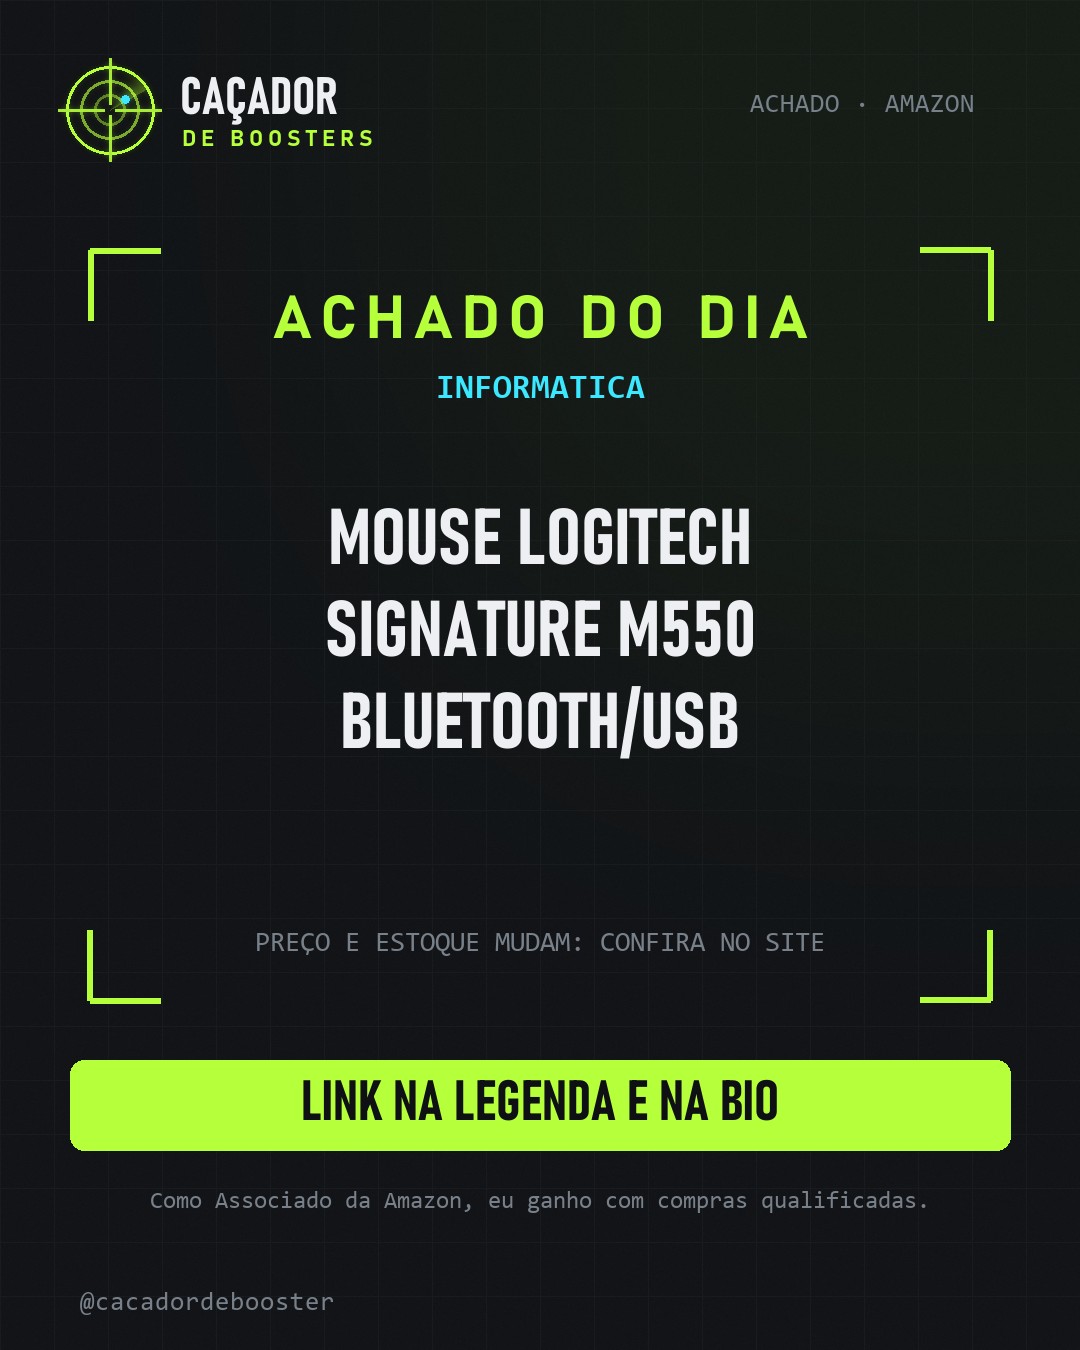 CAÇADOR
DE BOOSTERS
ACHADO · AMAZON
ACHADO DO DIA
INFORMATICA
MOUSE LOGITECH
SIGNATURE M550
BLUETOOTH/USB
PREÇO E ESTOQUE MUDAM: CONFIRA NO SITE
LINK NA LEGENDA E NA BIO
Como Associado da Amazon, eu ganho com compras qualificadas.
@cacadordebooster